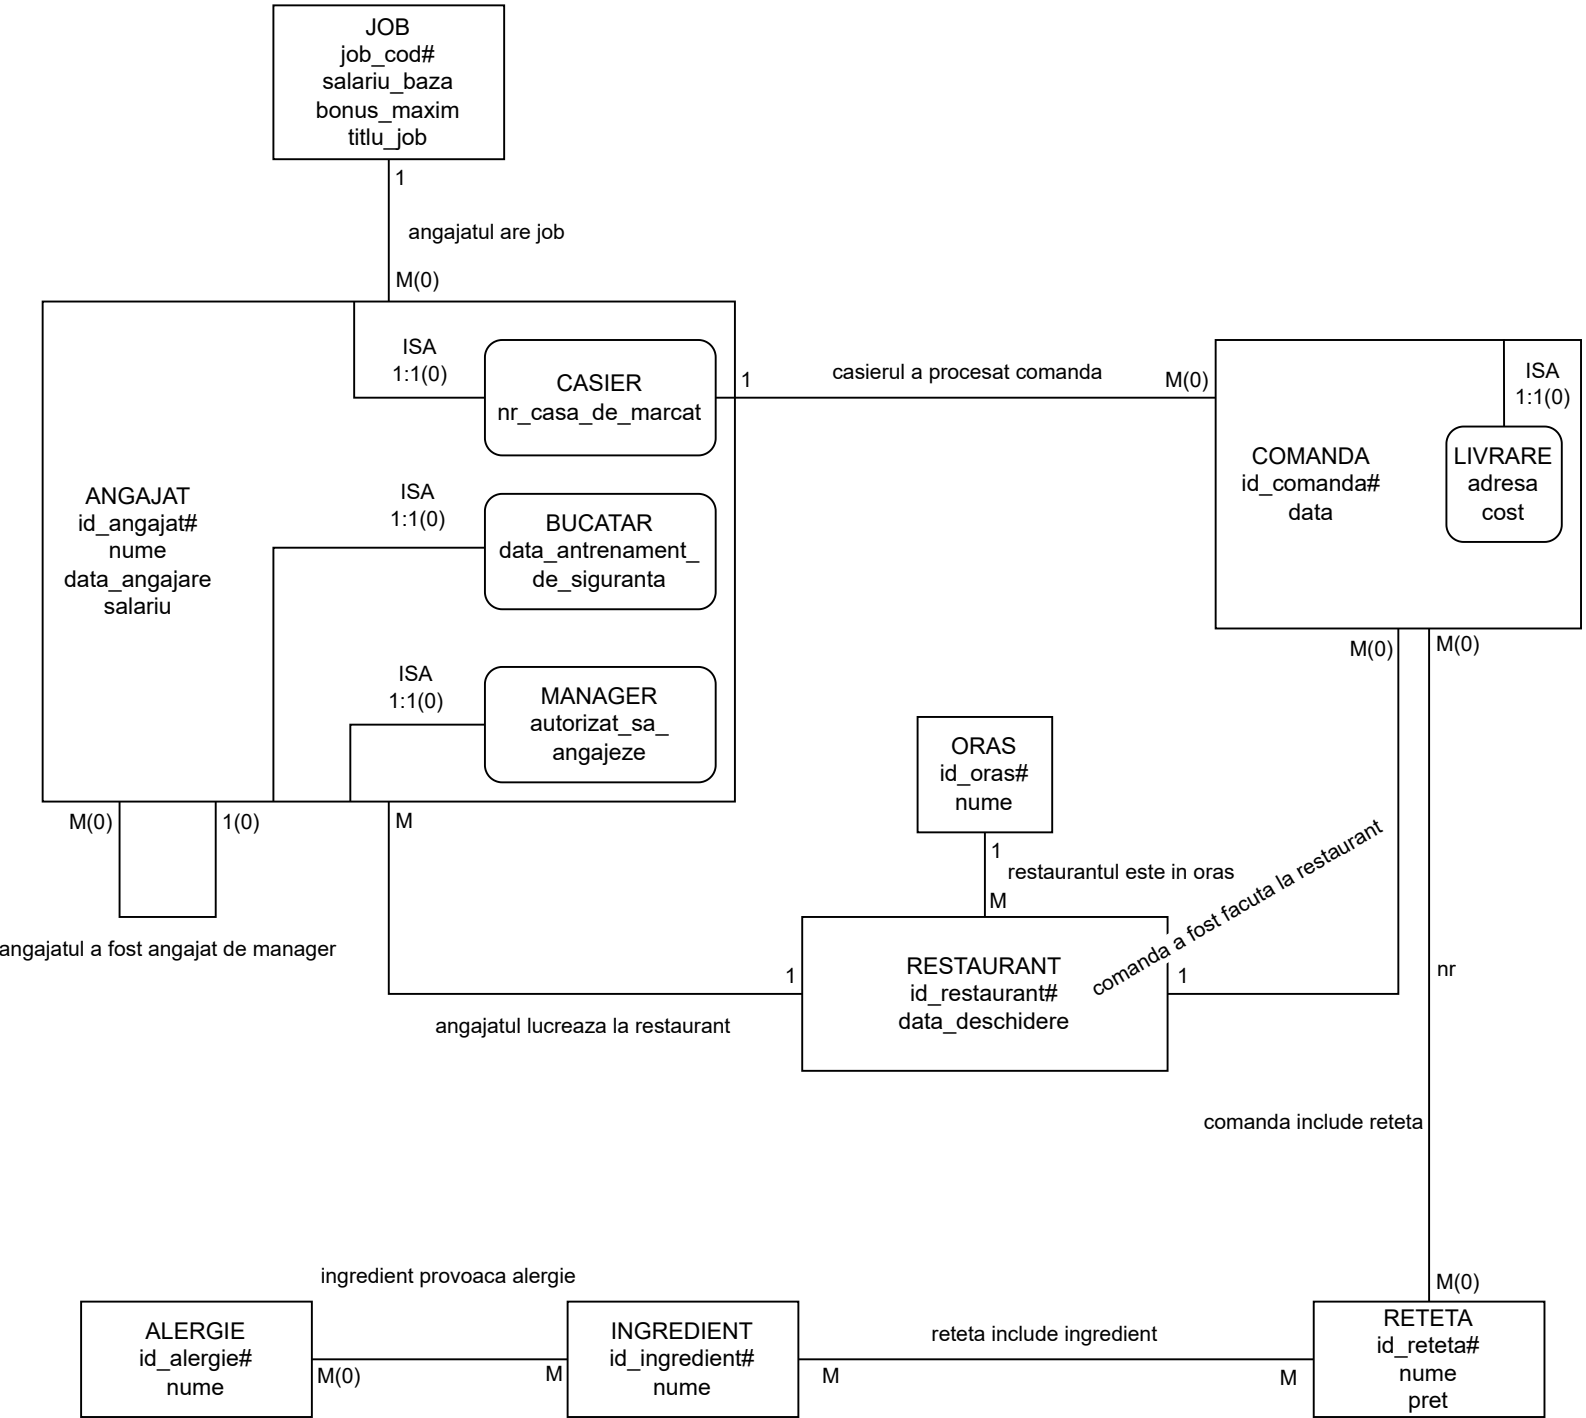 JOB
job_cod#
salariu_baza
bonus_maxim
titlu_job
1
angajatul are job
M(0)
ISA
1:1(0)
CASIER
nr_casa_de_marcat
1
casierul a procesat comanda
M(0)
ISA
1:1(0)
COMANDA
id_comanda#
data
LIVRARE
adresa
cost
ANGAJAT
id_angajat#
nume
data_angajare
salariu
ISA
1:1(0)
BUCATAR
data_antrenament_
de_siguranta
ISA
1:1(0)
MANAGER
autorizat_sa_
angajeze
M(0)
M(0)
M(0)
1(0)
M
ORAS
id_oras#
nume
1
restaurantul este in oras
M
comanda a fost facuta la restaurant
angajatul a fost angajat de manager
1
RESTAURANT
id_restaurant#
data_deschidere
1
nr
angajatul lucreaza la restaurant
comanda include reteta
M(0)
ingredient provoaca alergie
ALERGIE
id_alergie#
nume
M(0)
M
INGREDIENT
id_ingredient#
nume
M
reteta include ingredient
M
RETETA
id_reteta#
nume
pret